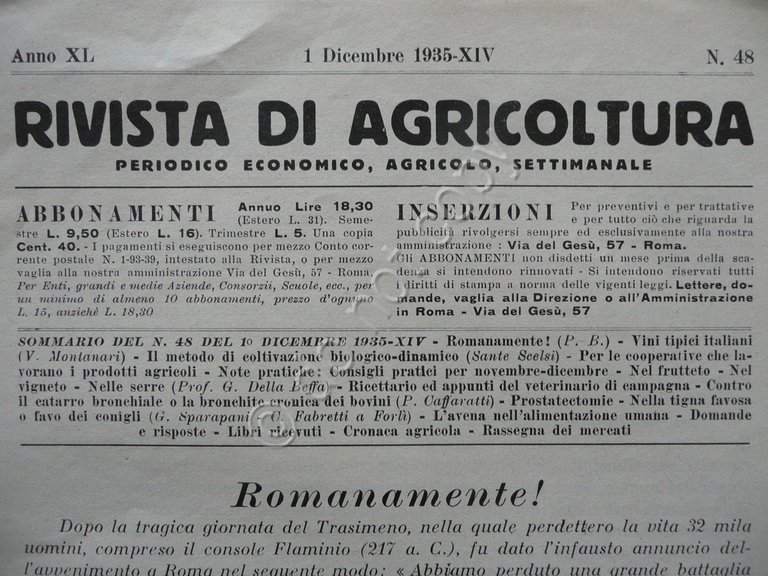 Anno XL 1 Dicembre 1935-XIV N. 48
RIVISTA DI AGRICOLTURA
PERIODICO ECONOMICO, AGRICOLO, SETTIMANALE
ABBONAMENTI Annuo Lire 18,30
(Estero L. 31). Seme-
stre L. 9,50 (Estero L. 16). Trimestre L. 5. Una copia
Cent. 40. - I pagamenti si eseguiscono per mezzo Conto cor-
rente postale N. 1-93-39, intestato alla Rivista, o per mezzo
vaglia alla nostra amministrazione Via del Gesù, 57 - Roma.
Per Enti, grandi e medie Aziende, Consorzii, Scuole, ecc., per
un minimo di almeno 10 abbonamenti, prezzo d'ognuno
L. 15, anzichè L. 18,30
INSERZIONI Per preventivi e per trattative
e per tutto ciò che riguarda la
pubblicità rivolgersi sempre ed esclusivamente alla nostra
amministrazione : Via del Gesù, 57 - Roma.
Gli ABBONAMENTI non disdetti un mese prima della sca-
denza si intendono rinnovati - Si intendono riservati tutti
i diritti di stampa a norma delle vigenti leggi. Lettere, do-
mande, vaglia alla Direzione o all'Amministrazione
in Roma - Via del Gesù, 57
SOMMARIO DEL N. 48 DEL 1º DICEMBRE 1935-XIV - Romanamente! (P. B.) - Vini tipici italiani
(V. Montanari) - Il metodo di coltivazione biologico-dinamico (Sante Scelsi) - Per le cooperative che la-
vorano i prodotti agricoli - Note pratiche: Consigli pratici per novembre-dicembre - Nel frutteto - Nel
vigneto - Nelle serre (Prof. G. Della Beffa) - Ricettario ed appunti del veterinario di campagna - Contro
il catarro bronchiale o la bronchite cronica dei bovini (P. Caffaratti) - Prostatectomie - Nella tigna favosa
o favo dei conigli (G. Sparapani - C. Fabretti a Forlì) - L'avena nell'alimentazione umana - Domande
e risposte - Libri ricevuti - Cronaca agricola - Rassegna dei mercati
Romanamente!
Dopo la tragica giornata del Trasimeno, nella quale perdettero la vita 32 mila
uomini, compreso il console Flaminio (217 a. C.), fu dato l'infausto annuncio del-
l'avvenimento a Roma nel seguente modo: « Abbiamo perduto una grande battaglia